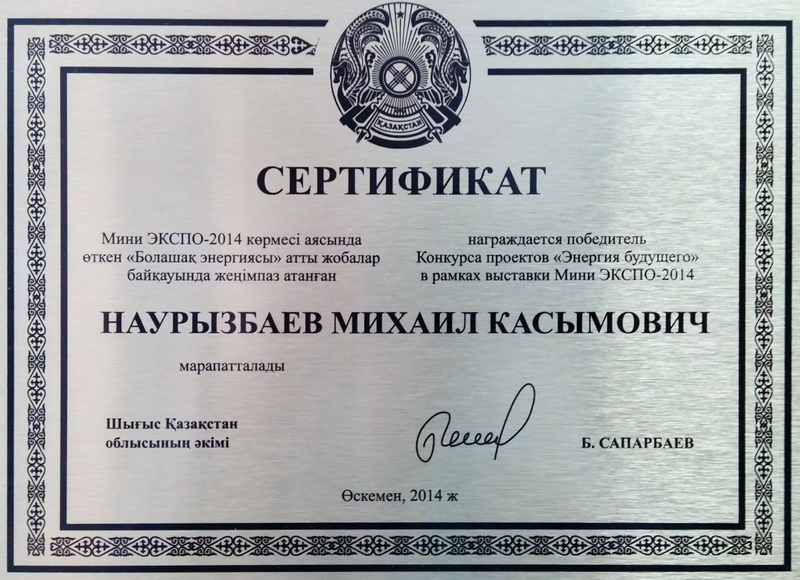 ҚАЗАҚСТАН
СЕРТИФИКАТ
Мини ЭКСПО-2014 көрмесі аясында
өткен «Болашақ энергиясы» атты жобалар
байкауында жеңімпаз атанған
награждается победитель
Конкурса проектов «Энергия будущего»
в рамках выставки Мини ЭКСПО-2014
НАУРЫЗБАЕВ МИХАИЛ КАСЫМОВИЧ
марапатталады
Шығыс Қазақстан
облысының әкімі
Б. САПАРБАЕВ
Өскемен, 2014 ж